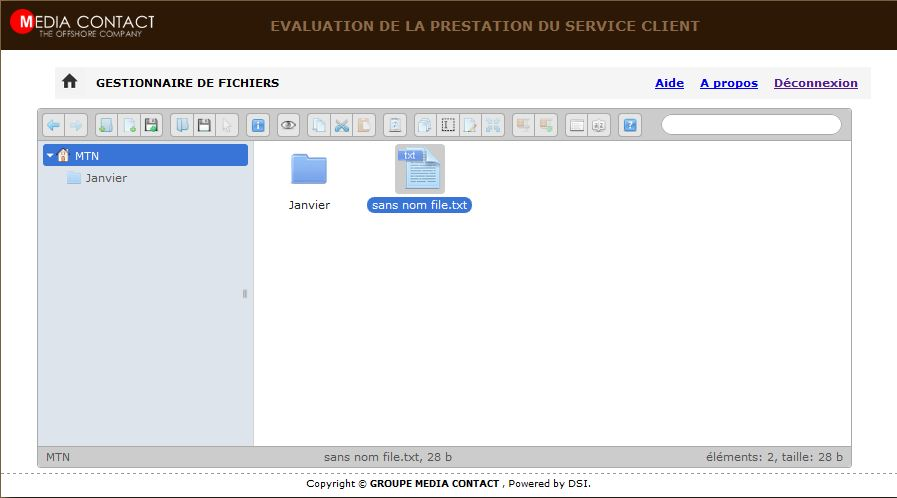 MEDIA CONTACT
THE OFFSHORE COMPANY
EVALUATION DE LA PRESTATION DU SERVICE CLIENT
GESTIONNAIRE DE FICHIERS
Aide
A propos
Déconnexion
MTN
Janvier
txt
Janvier
sans nom file.txt
MTN
sans nom file.txt, 28 b
éléments: 2, taille: 28 b
Copyright © GROUPE MEDIA CONTACT , Powered by DSI.